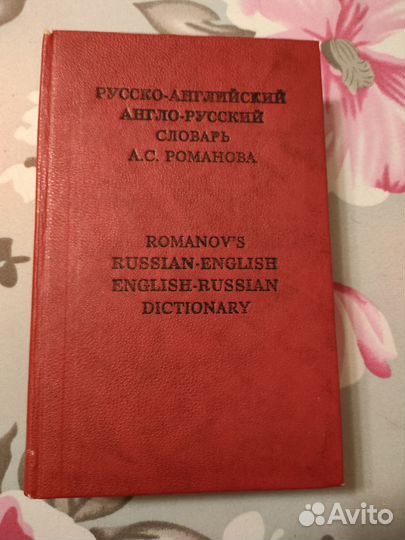 РУССКО-АНГЛИЙСКИЙ
АНГЛО-РУССКИЙ
СЛОВАРЬ
А.С. РОМАНОВА
ROMANOV'S
RUSSIAN-ENGLISH
ENGLISH-RUSSIAN
DICTIONARY
Avito